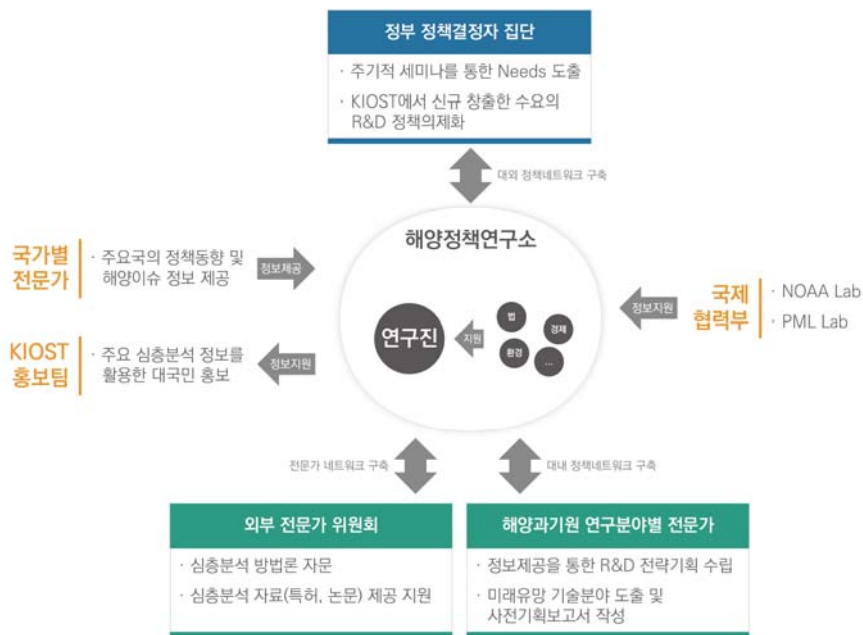 정부 정책결정자 집단
· 주기적 세미나를 통한 Needs 도출
· KIOST에서 신규 창출한 수요의
R&D 정책의제화
대외 정책네트워크 구축
해양정책연구소
국가별
전문가
· 주요국의 정책동향 및
해양이슈 정보 제공
정보제공
KIOST
홍보팀
· 주요 심층분석 정보를
활용한 대국민 홍보
정보지원
연구진
지원
법
경제
환경
...
정보지원
국제
협력부
· NOAA Lab
· PML Lab
전문가 네트워크 구축
대내 정책네트워크 구축
외부 전문가 위원회
· 심층분석 방법론 자문
· 심층분석 자료(특허, 논문) 제공 지원
해양과기원 연구분야별 전문가
· 정보제공을 통한 R&D 전략기획 수립
· 미래유망 기술분야 도출 및
사전기획보고서 작성